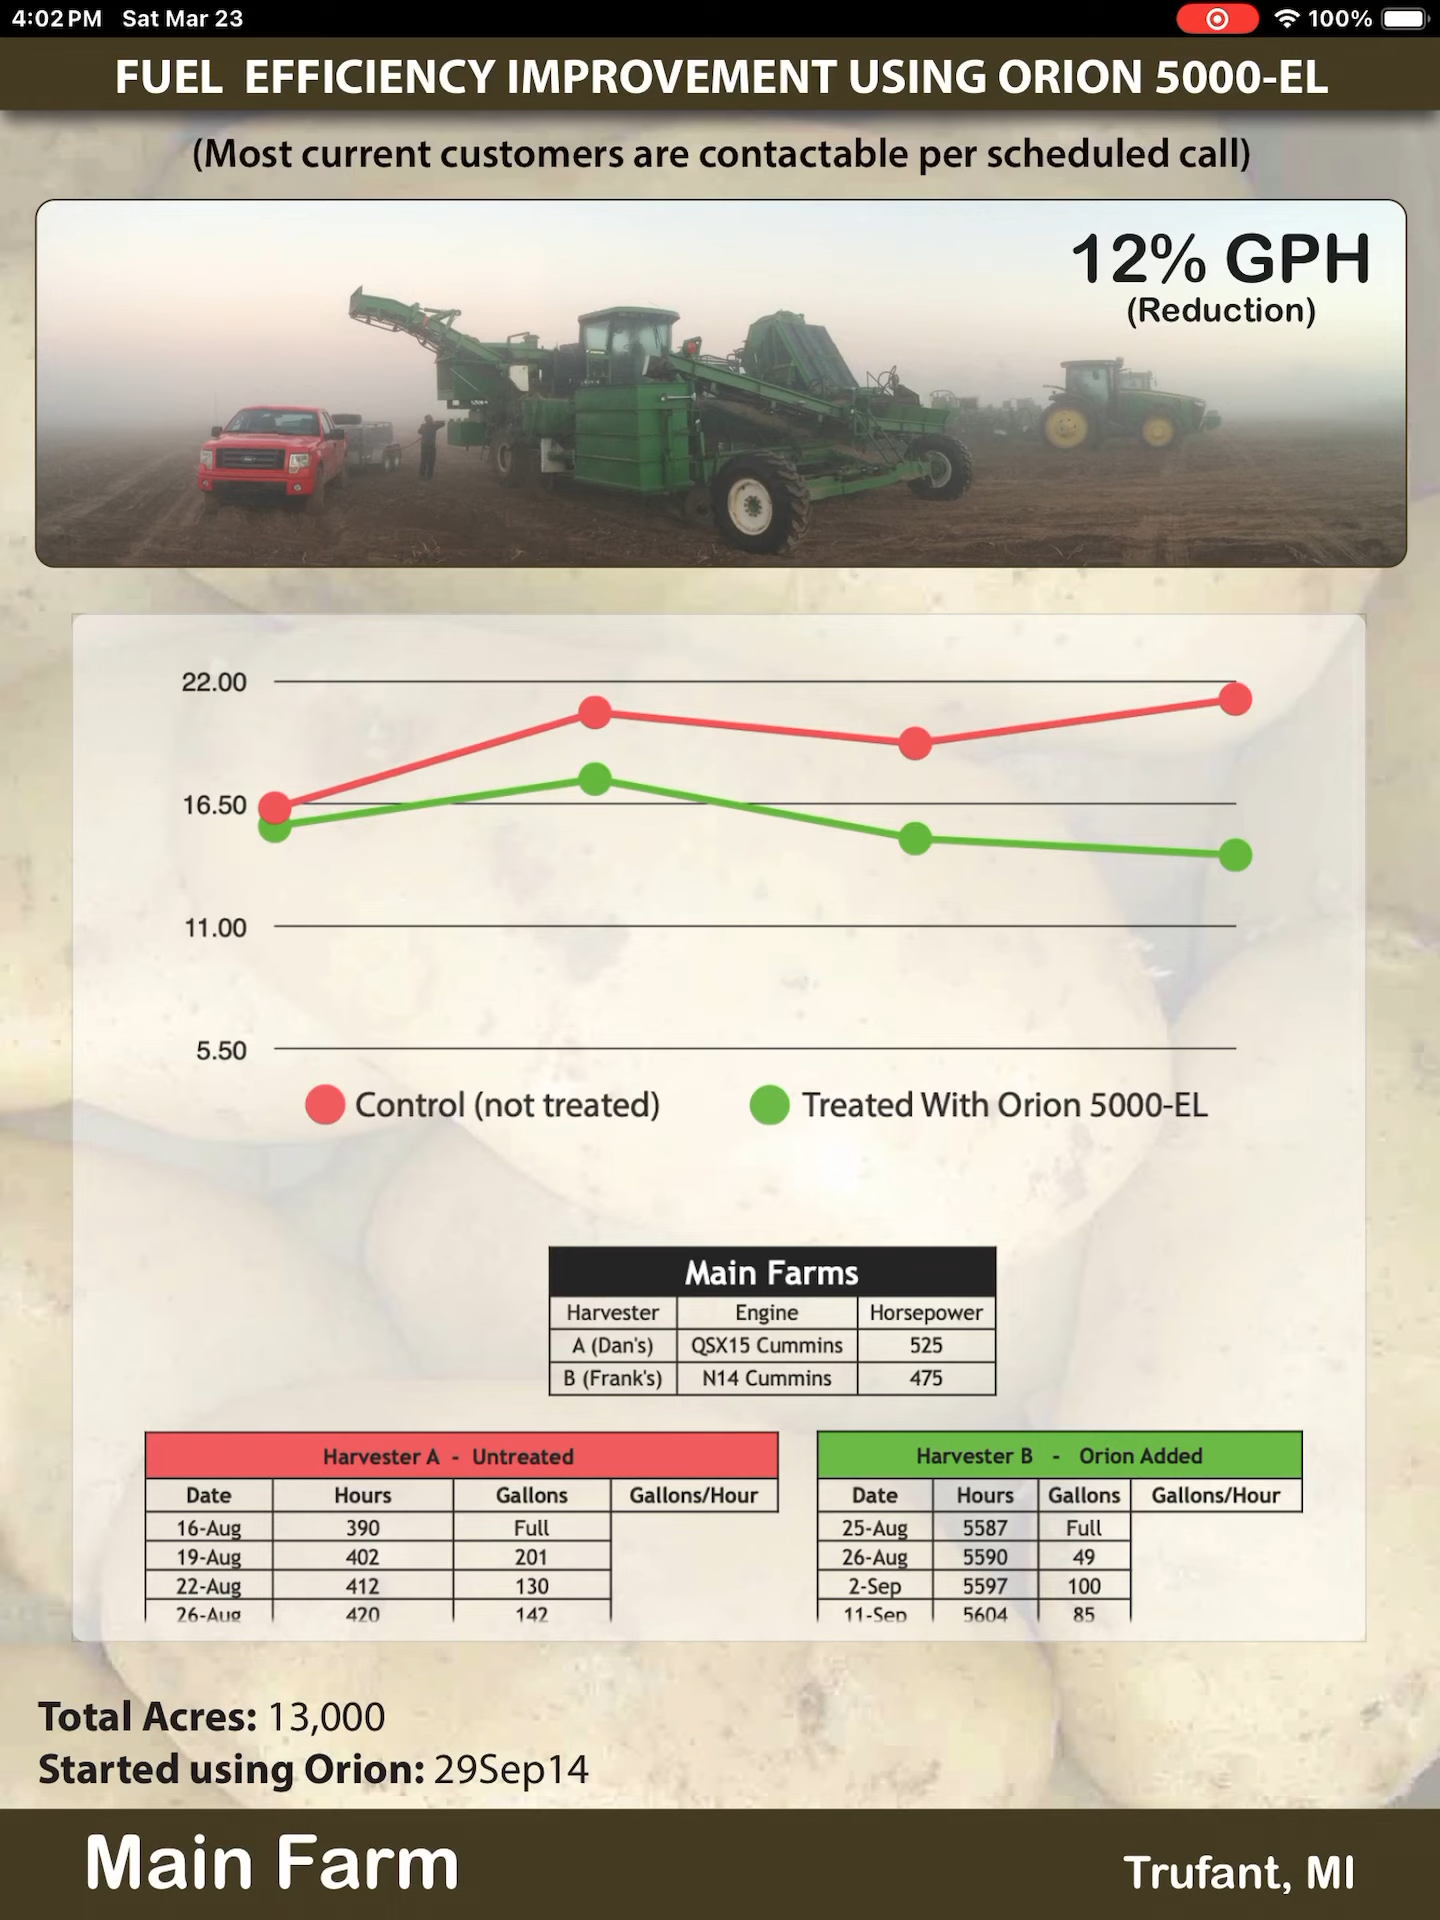 4:02 PM Sat Mar 23
100%
FUEL EFFICIENCY IMPROVEMENT USING ORION 5000-EL
(Most current customers are contactable per scheduled call)
12% GPH
(Reduction)
22.00
16.50
11.00
5.50
Control (not treated) Treated With Orion 5000-EL
Main Farms
Harvester Engine Horsepower
A (Dan's) QSX15 Cummins 525
B (Frank's) N14 Cummins 475
Harvester A - Untreated
Date Hours Gallons Gallons/Hour
16-Aug 390 Full
19-Aug 402 201
22-Aug 412 130
26-Aug 420 142
Harvester B - Orion Added
Date Hours Gallons Gallons/Hour
25-Aug 5587 Full
26-Aug 5590 49
2-Sep 5597 100
11-Sep 5604 85
Total Acres: 13,000
Started using Orion: 29Sep14
Main Farm
Trufant, MI